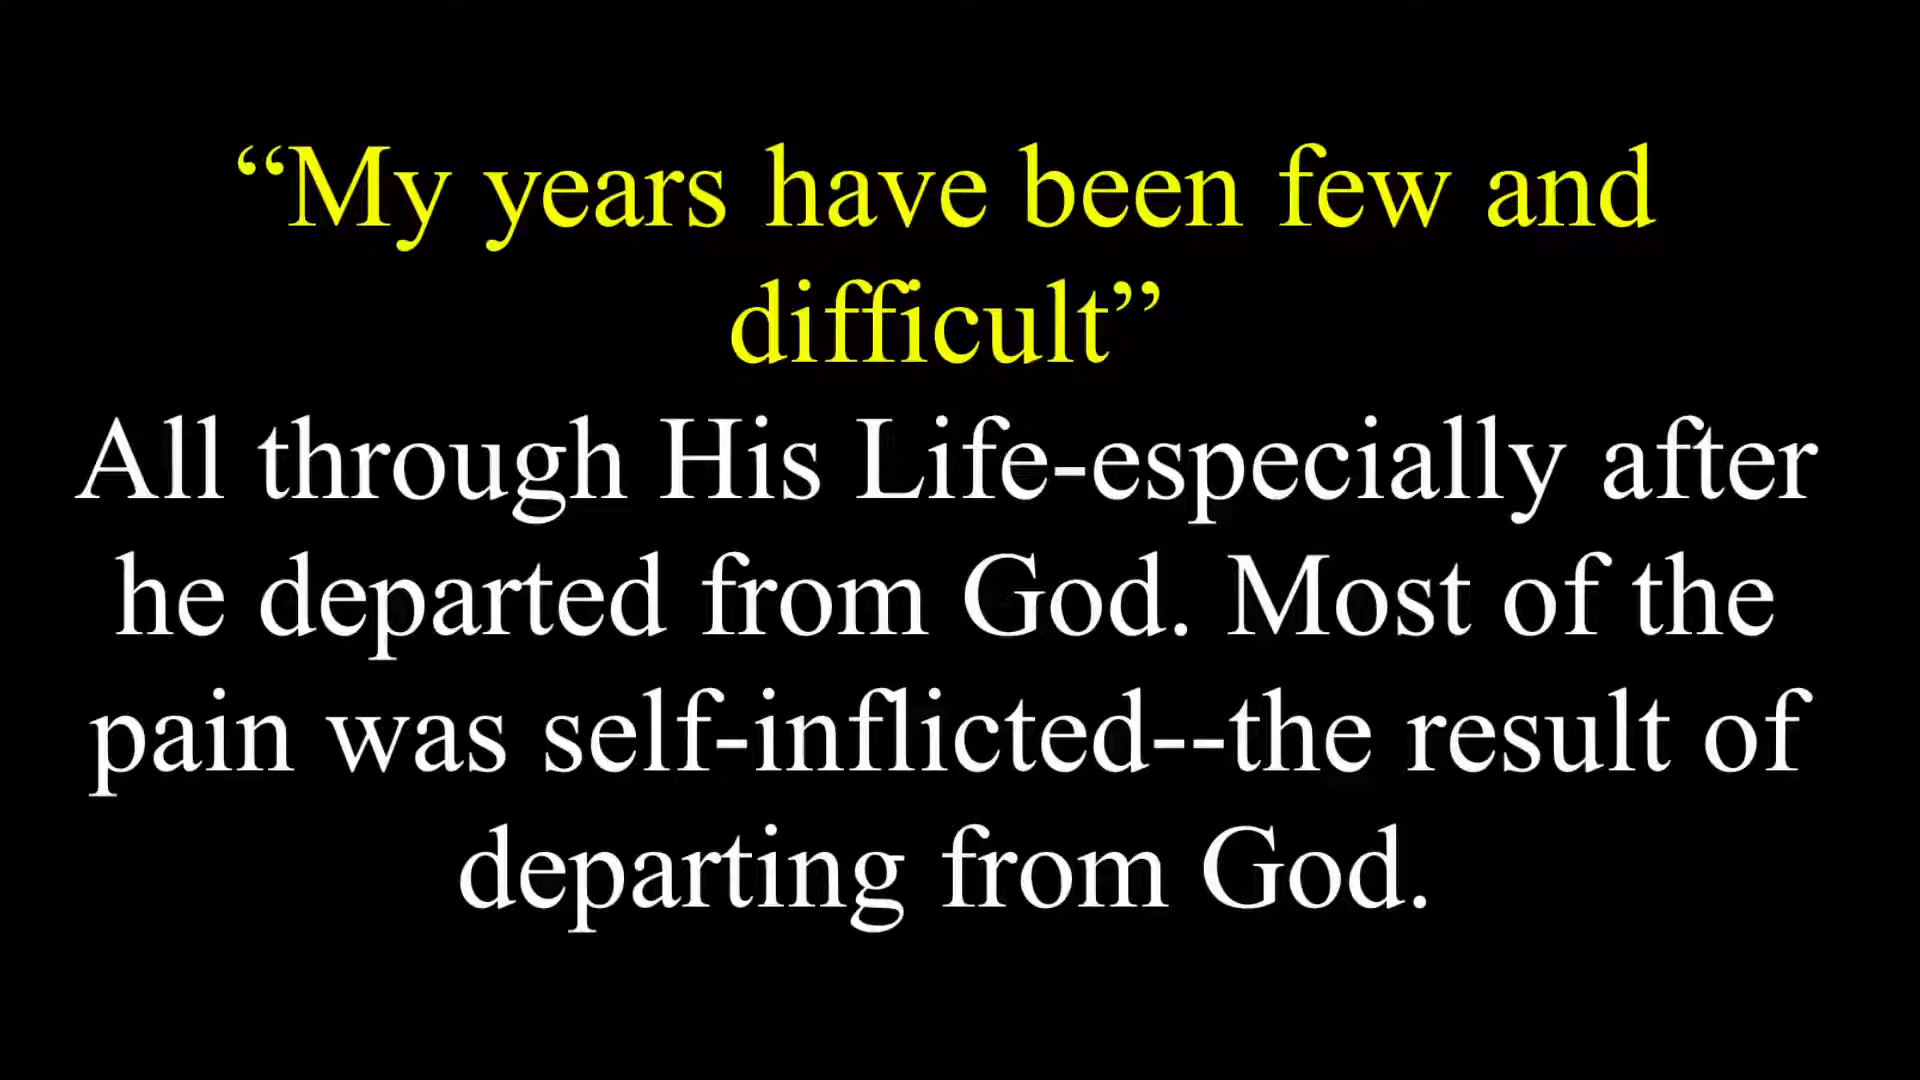 “My years have been few and
difficult”
All through His Life-especially after
he departed from God. Most of the
pain was self-inflicted--the result of
departing from God.